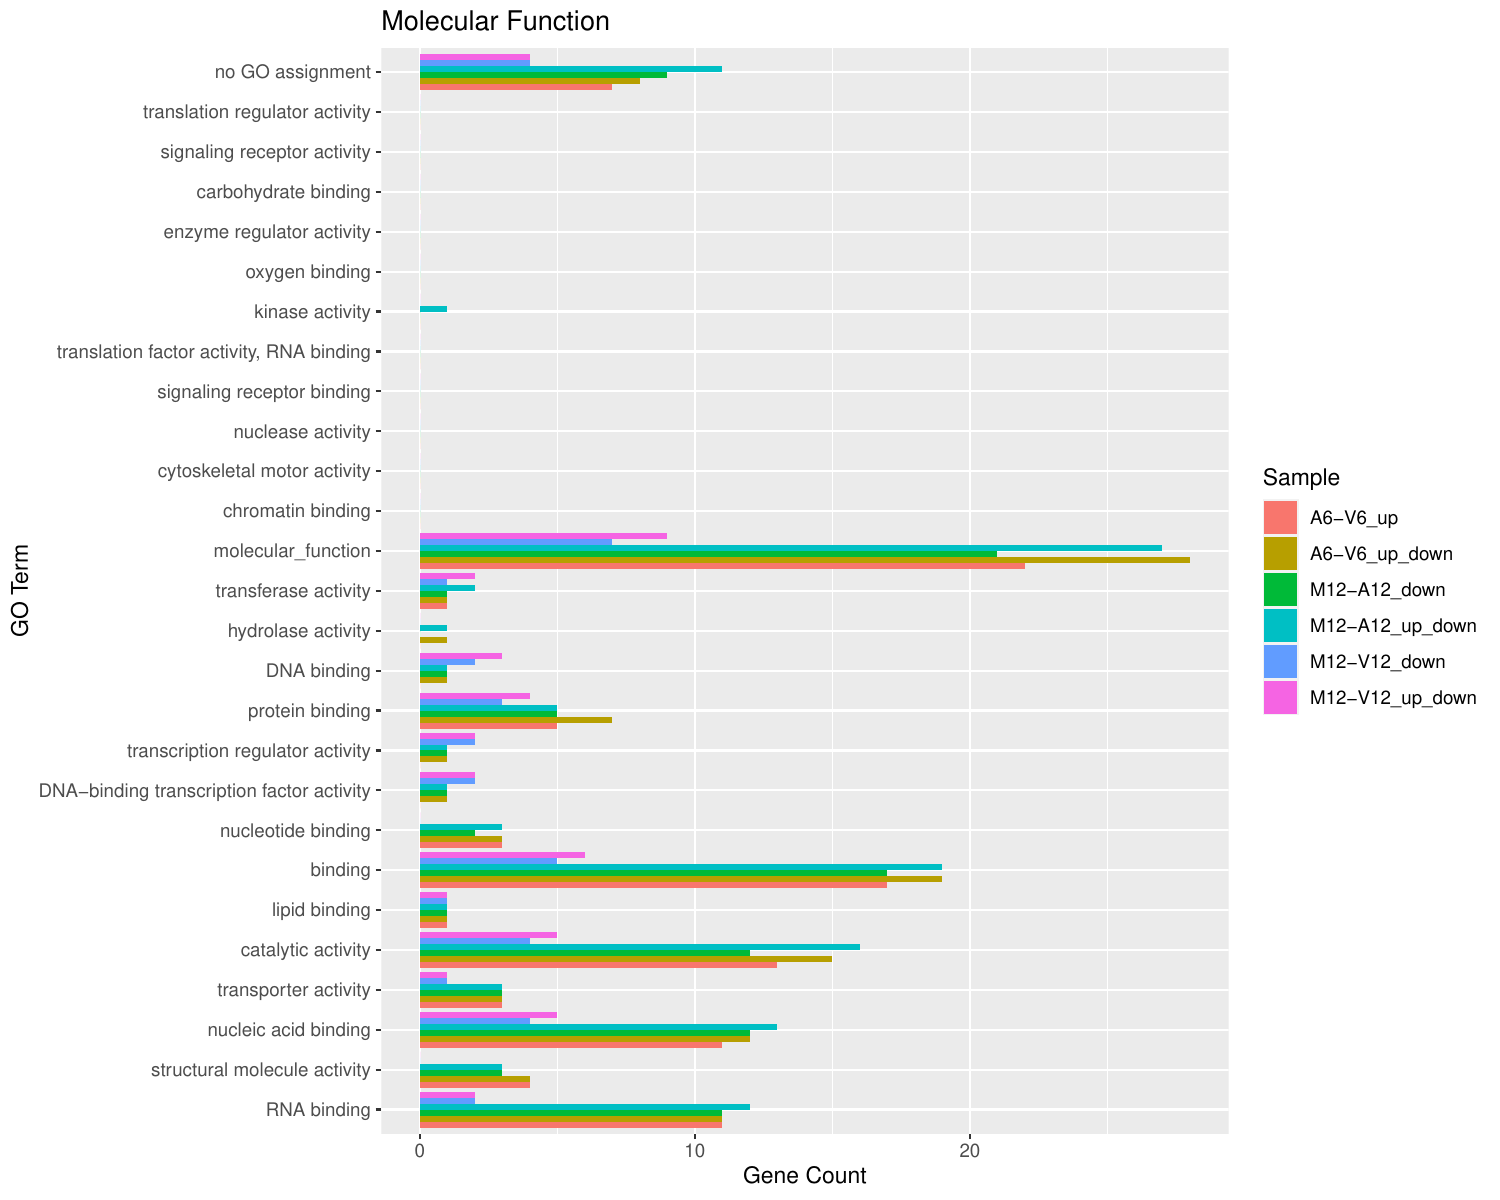 Molecular Function
GO Term
no GO assignment
translation regulator activity
signaling receptor activity
carbohydrate binding
enzyme regulator activity
oxygen binding
kinase activity
translation factor activity, RNA binding
signaling receptor binding
nuclease activity
cytoskeletal motor activity
chromatin binding
molecular_function
transferase activity
hydrolase activity
DNA binding
protein binding
transcription regulator activity
DNA−binding transcription factor activity
nucleotide binding
binding
lipid binding
catalytic activity
transporter activity
nucleic acid binding
structural molecule activity
RNA binding
0 10 20
Gene Count
Sample
A6−V6_up
A6−V6_up_down
M12−A12_down
M12−A12_up_down
M12−V12_down
M12−V12_up_down